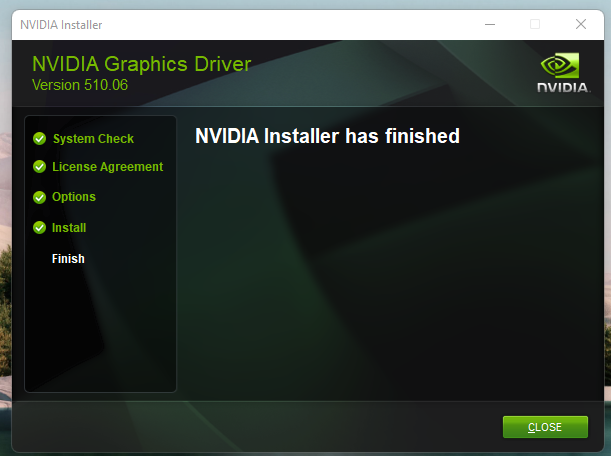 NVIDIA Installer
NVIDIA Graphics Driver
Version 510.06
NVIDIA.
System Check
License Agreement
Options
Install
Finish
NVIDIA Installer has finished
CLOSE